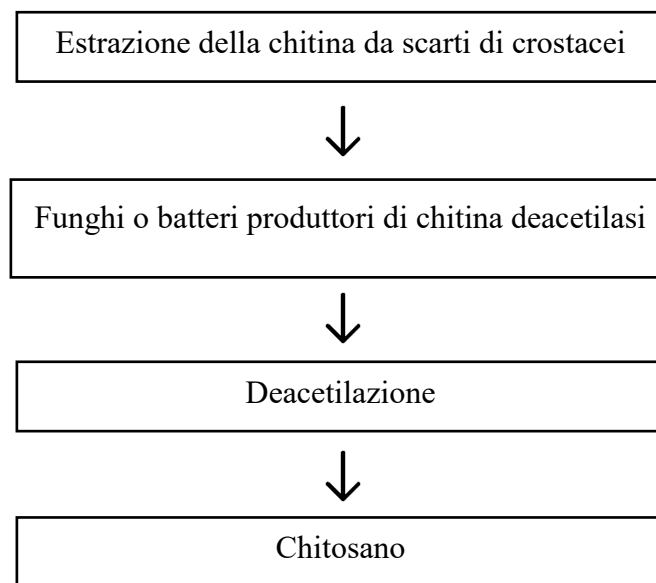 Estrazione della chitina da scarti di crostacei
Funghi o batteri produttori di chitina deacetilasi
Deacetilazione
Chitosano